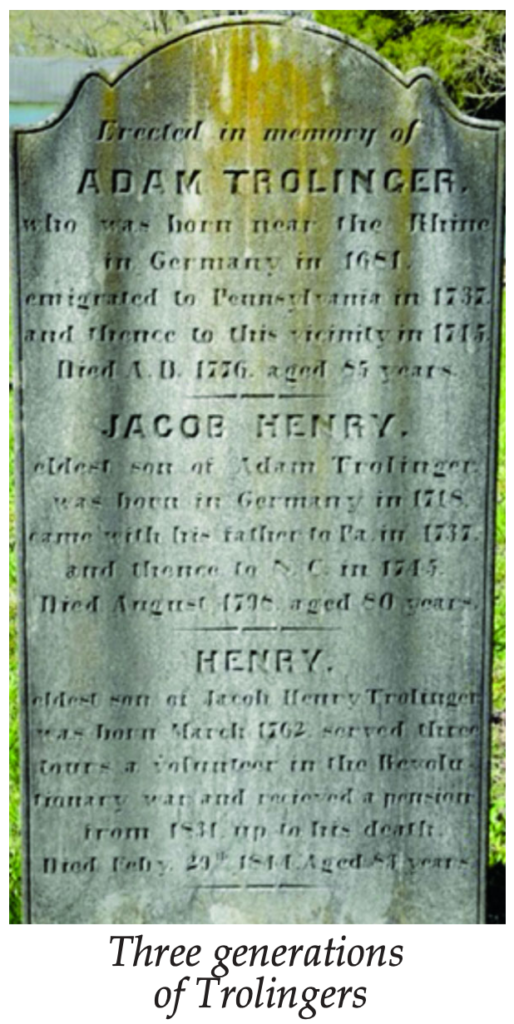 Erected in memory of
ADAM TROLINGER.
who was born near the Rhine
in Germany in 1681.
emigrated to Pennsylvania in 1737.
and thence to this vicinity in 1745.
Died A.D. 1776. aged 85 years.
JACOB HENRY.
eldest son of Adam Trolinger.
was born in Germany in 1718.
came with his father to Pa. in 1737.
and thence to N. C. in 1745.
Died August 1798. aged 80 years.
HENRY.
eldest son of Jacob Henry Trolinger
was born March 1762. served three
tours a volunteer in the Revolu-
tionary war and recieved a pension
from 1831. up to his death.
Died Feby. 29th 1844. Aged years
Three generations
of Trolingers